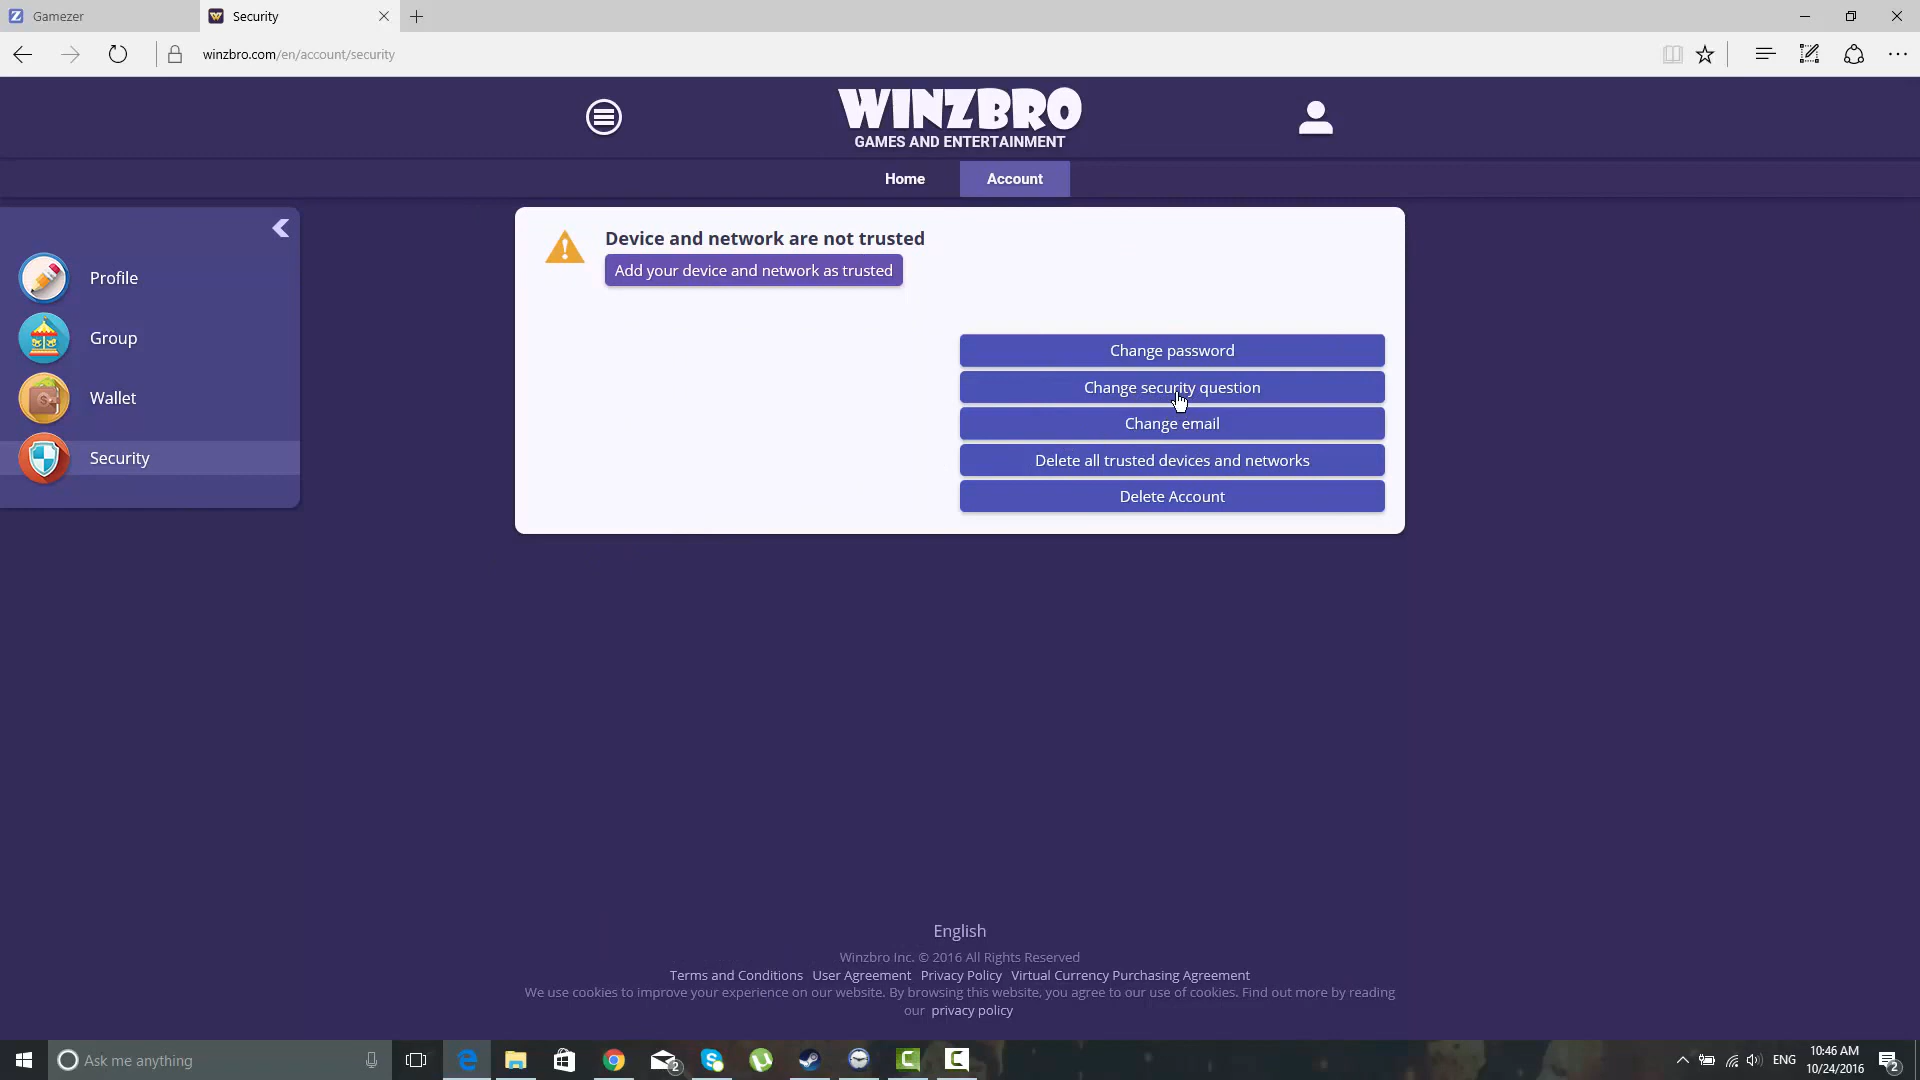 Gamezer
Security
winzbro.com/en/account/security
WINZBRO
GAMES AND ENTERTAINMENT
Home
Account
Profile
Group
Wallet
Security
Device and network are not trusted
Add your device and network as trusted
Change password
Change security question
Change email
Delete all trusted devices and networks
Delete Account
English
Winzbro Inc. © 2016 All Rights Reserved
Terms and Conditions User Agreement Privacy Policy Virtual Currency Purchasing Agreement
We use cookies to improve your experience on our website. By browsing this website, you agree to our use of cookies. Find out more by reading
our privacy policy
Ask me anything
2
ENG
10:46 AM
10/24/2016
2